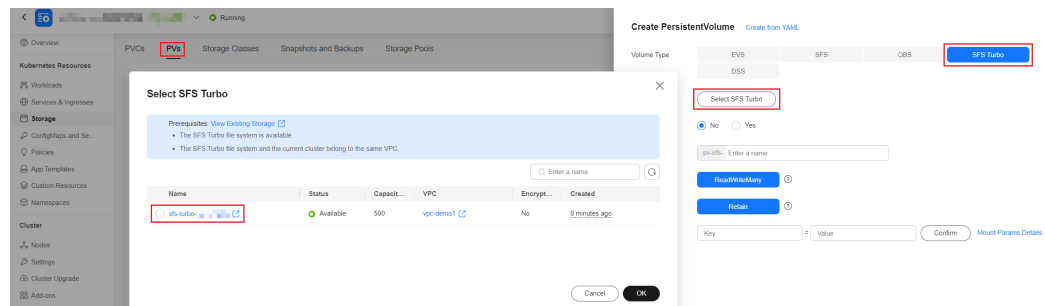 Running
Overview
Kubernetes Resources
Workloads
Services & Ingresses
Storage
ConfigMaps and Se...
Policies
App Templates
Custom Resources
Namespaces
Cluster
Nodes
Settings
Cluster Upgrade
Add-ons
PVCs PVs Storage Classes Snapshots and Backups Storage Pools
Select SFS Turbo
Prerequisites: View Existing Storage
• The SFS Turbo file system is available.
• The SFS Turbo file system and the current cluster belong to the same VPC.
Enter a name.
Name Status Capacit... VPC Encrypt... Created
sfs-turbo- Available 500 vpc-demo1 No 8 minutes ago
Cancel OK
Create PersistentVolume Create from YAML
Volume Type EVS SFS OBS SFS Turbo
DSS
Select SFS Turbo
No Yes
pv-efs- Enter a name.
ReadWriteMany
Retain
Key = Value Confirm Mount Params Details